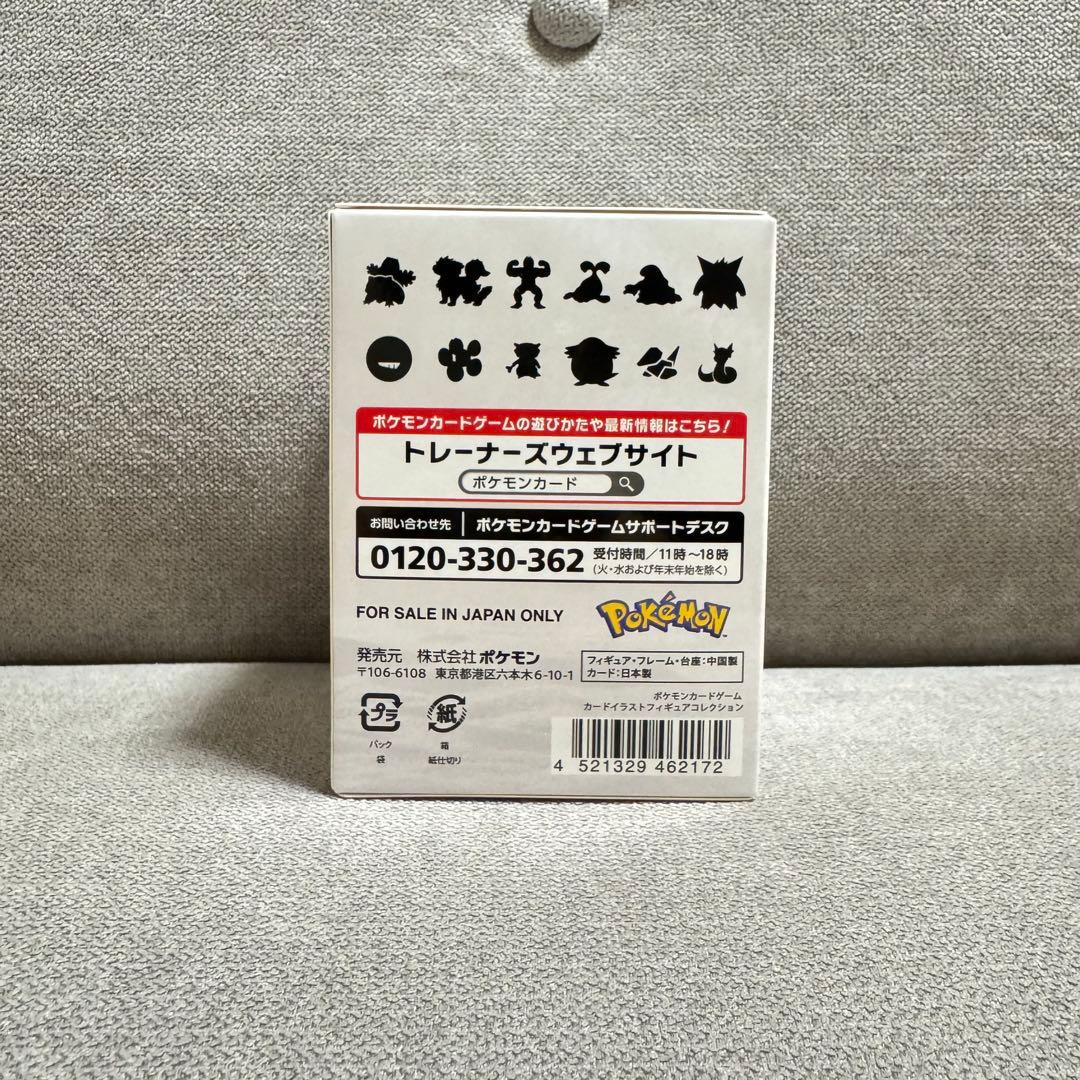 ポケモンカードゲームの遊びかたや最新情報はこちら!
トレーナーズウェブサイト
ポケモンカード
お問い合わせ先 ポケモンカードゲームサポートデスク
0120-330-362 受付時間/11時~18時
(火・水および年末年始を除く)
FOR SALE IN JAPAN ONLY
POKéMON
TM
発売元 株式会社ポケモン
〒106-6108 東京都港区六本木6-10-1
フィギュア・フレーム・台座:中国製
カード:日本製
ポケモンカードゲーム
カードイラストフィギュアコレクション
プラ
パック
袋
紙
箱
紙仕切り
4 521329 462172